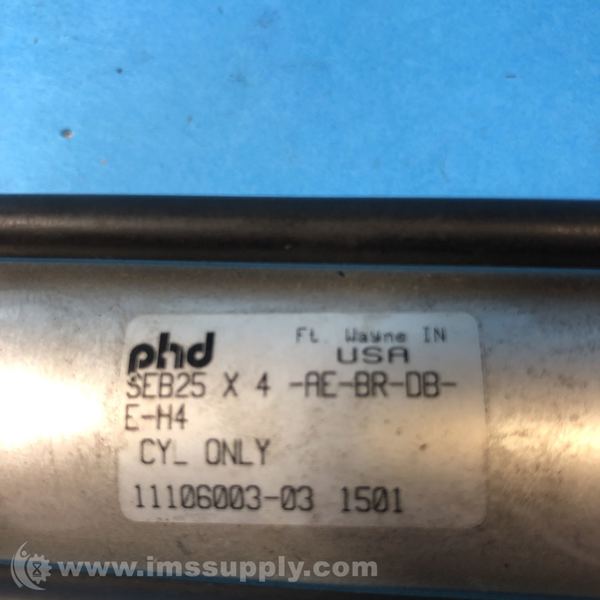 phd
Ft. Wayne IN
USA
SEB25 X 4 -AE-BR-DB-
E-H4
CYL ONLY
11106003-03 1501
www.imssupply.com